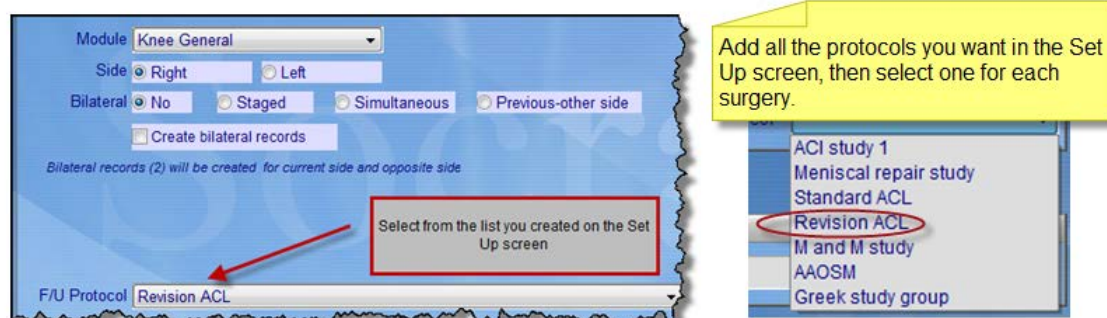 Module Knee General
Side Right Left
Bilateral No Staged Simultaneous Previous-other side
Create bilateral records
Bilateral records (2) will be created for current side and opposite side
Select from the list you created on the Set
Up screen
F/U Protocol Revision ACL
Add all the protocols you want in the Set
Up screen, then select one for each
surgery.
ACI study 1
Meniscal repair study
Standard ACL
Revision ACL
M and M study
AAOSM
Greek study group